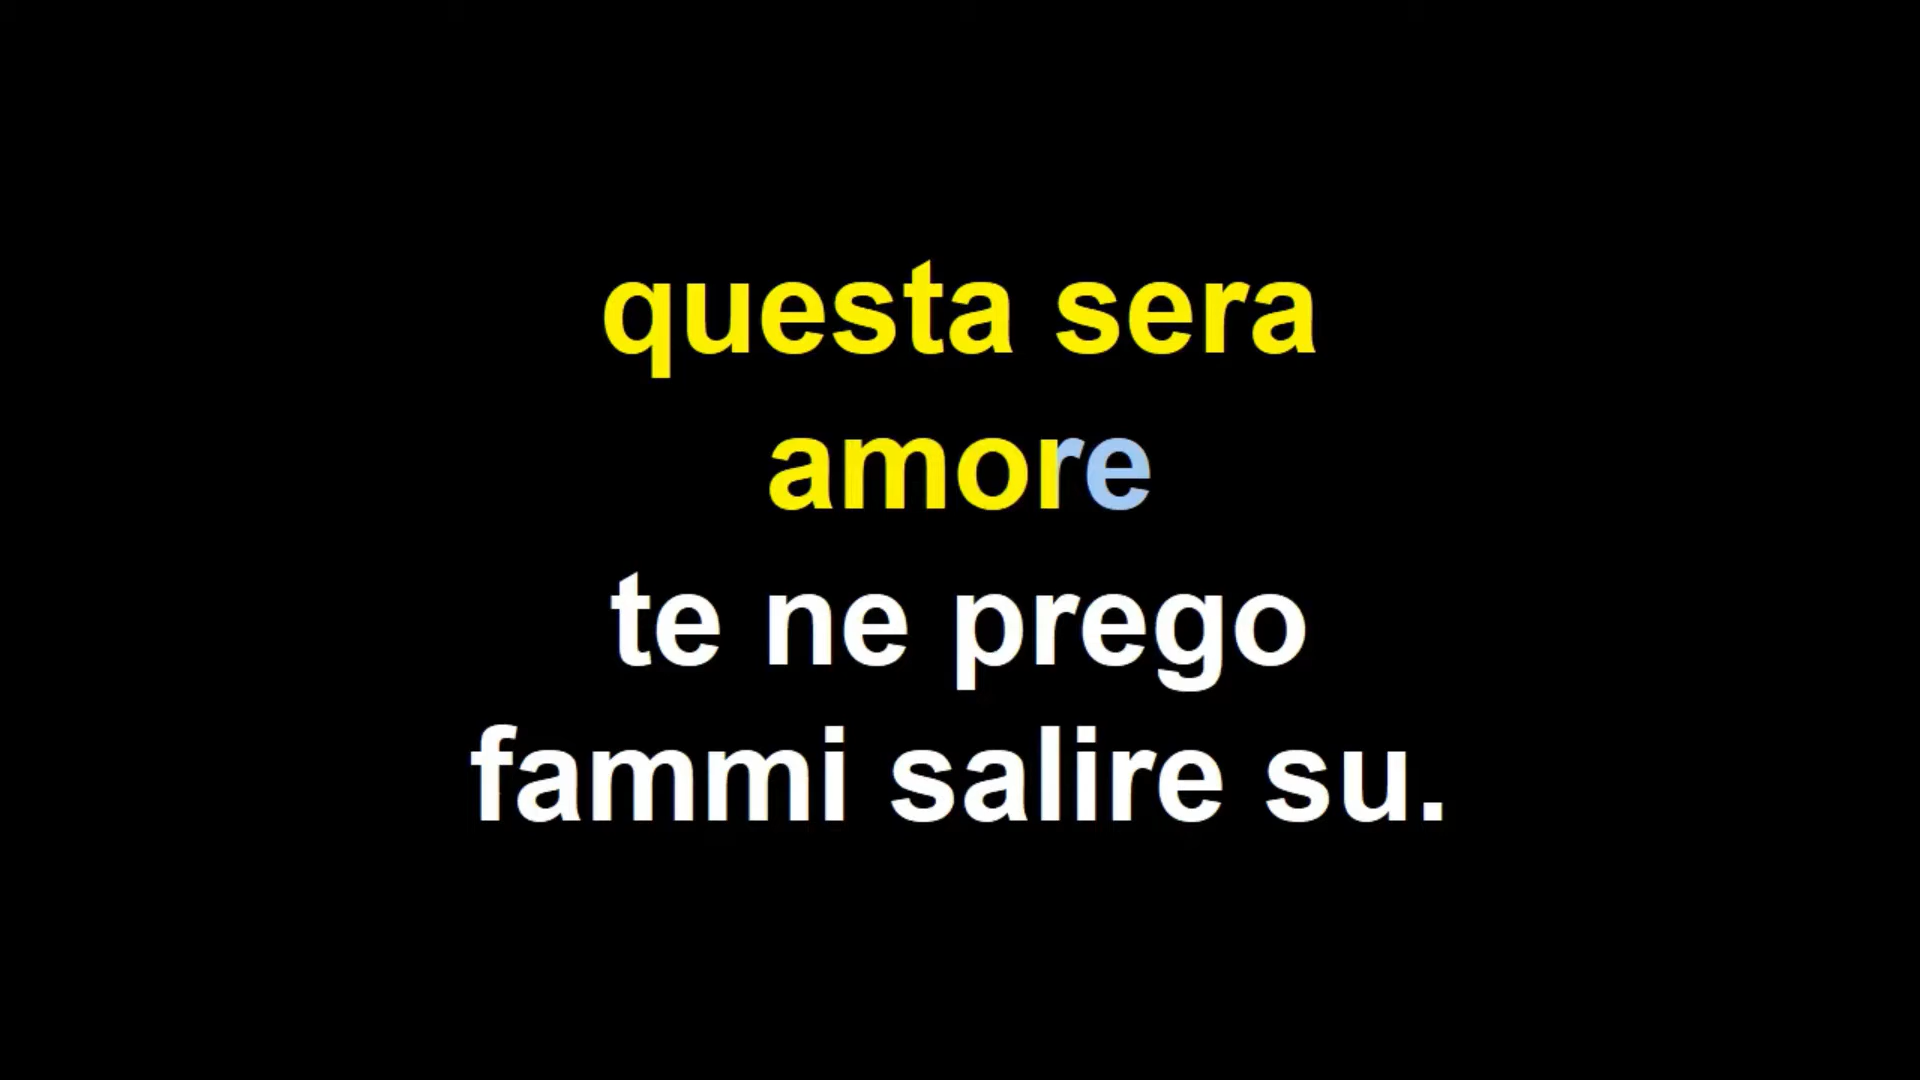 questa sera
amore
te ne prego
fammi salire su.